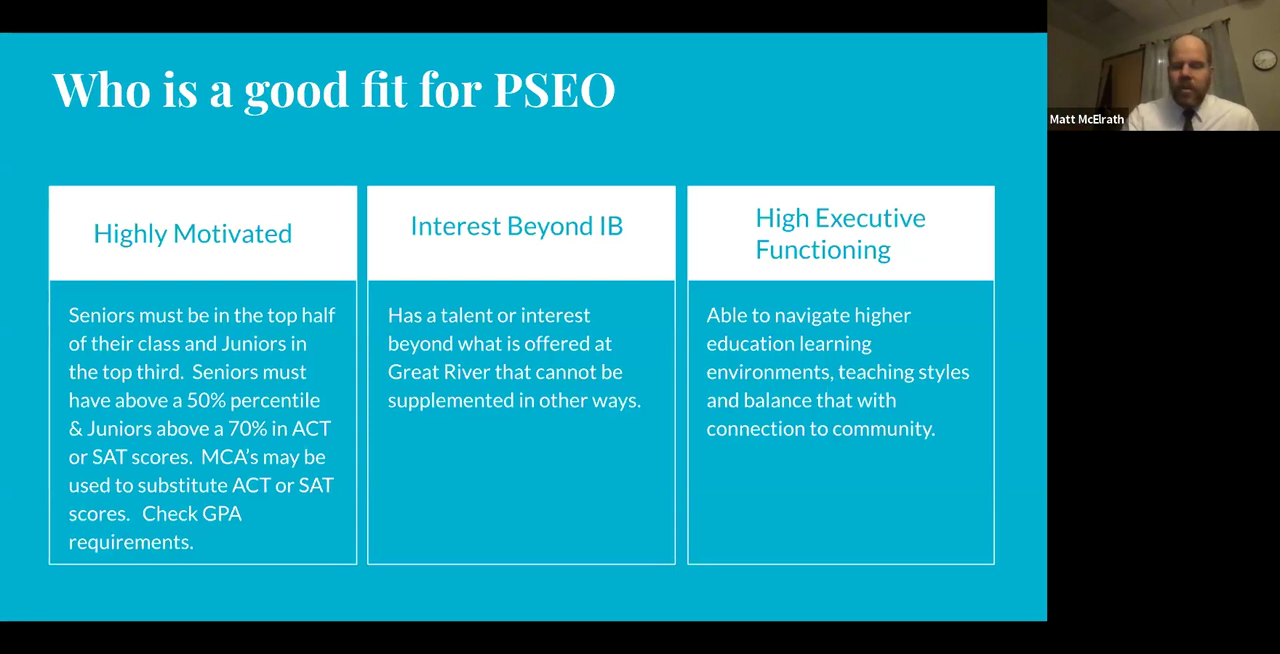 Who is a good fit for PSEO
Highly Motivated
Seniors must be in the top half
of their class and Juniors in
the top third.  Seniors must
have above a 50% percentile
& Juniors above a 70% in ACT
or SAT scores.  MCA’s may be
used to substitute ACT or SAT
scores.   Check GPA
requirements.
Interest Beyond IB
Has a talent or interest
beyond what is offered at
Great River that cannot be
supplemented in other ways.
High Executive
Functioning
Able to navigate higher
education learning
environments, teaching styles
and balance that with
connection to community.
Matt McElrath